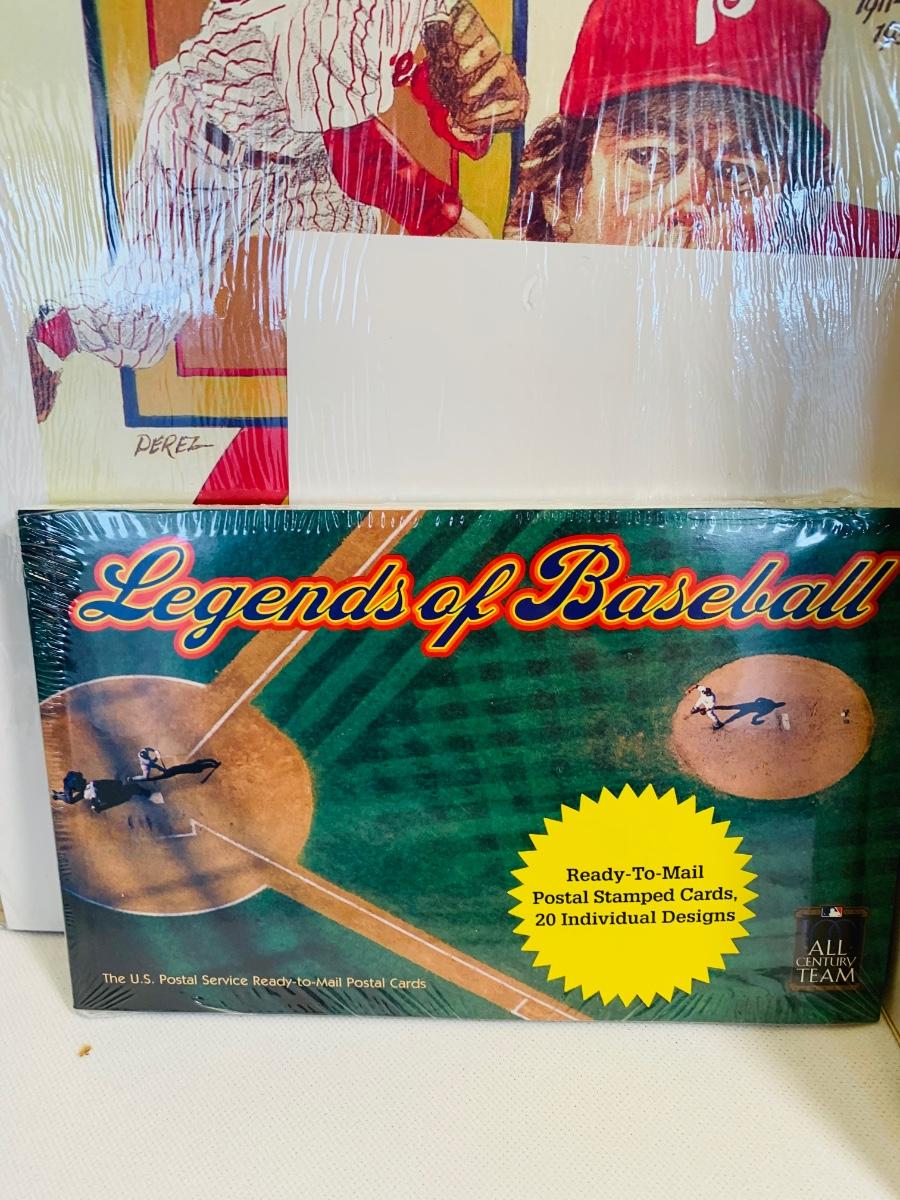 P
PEREZ
Legends of Baseball
Ready-To-Mail
Postal Stamped Cards,
20 Individual Designs
ALL
CENTURY
TEAM
The U.S. Postal Service Ready-to-Mail Postal Cards